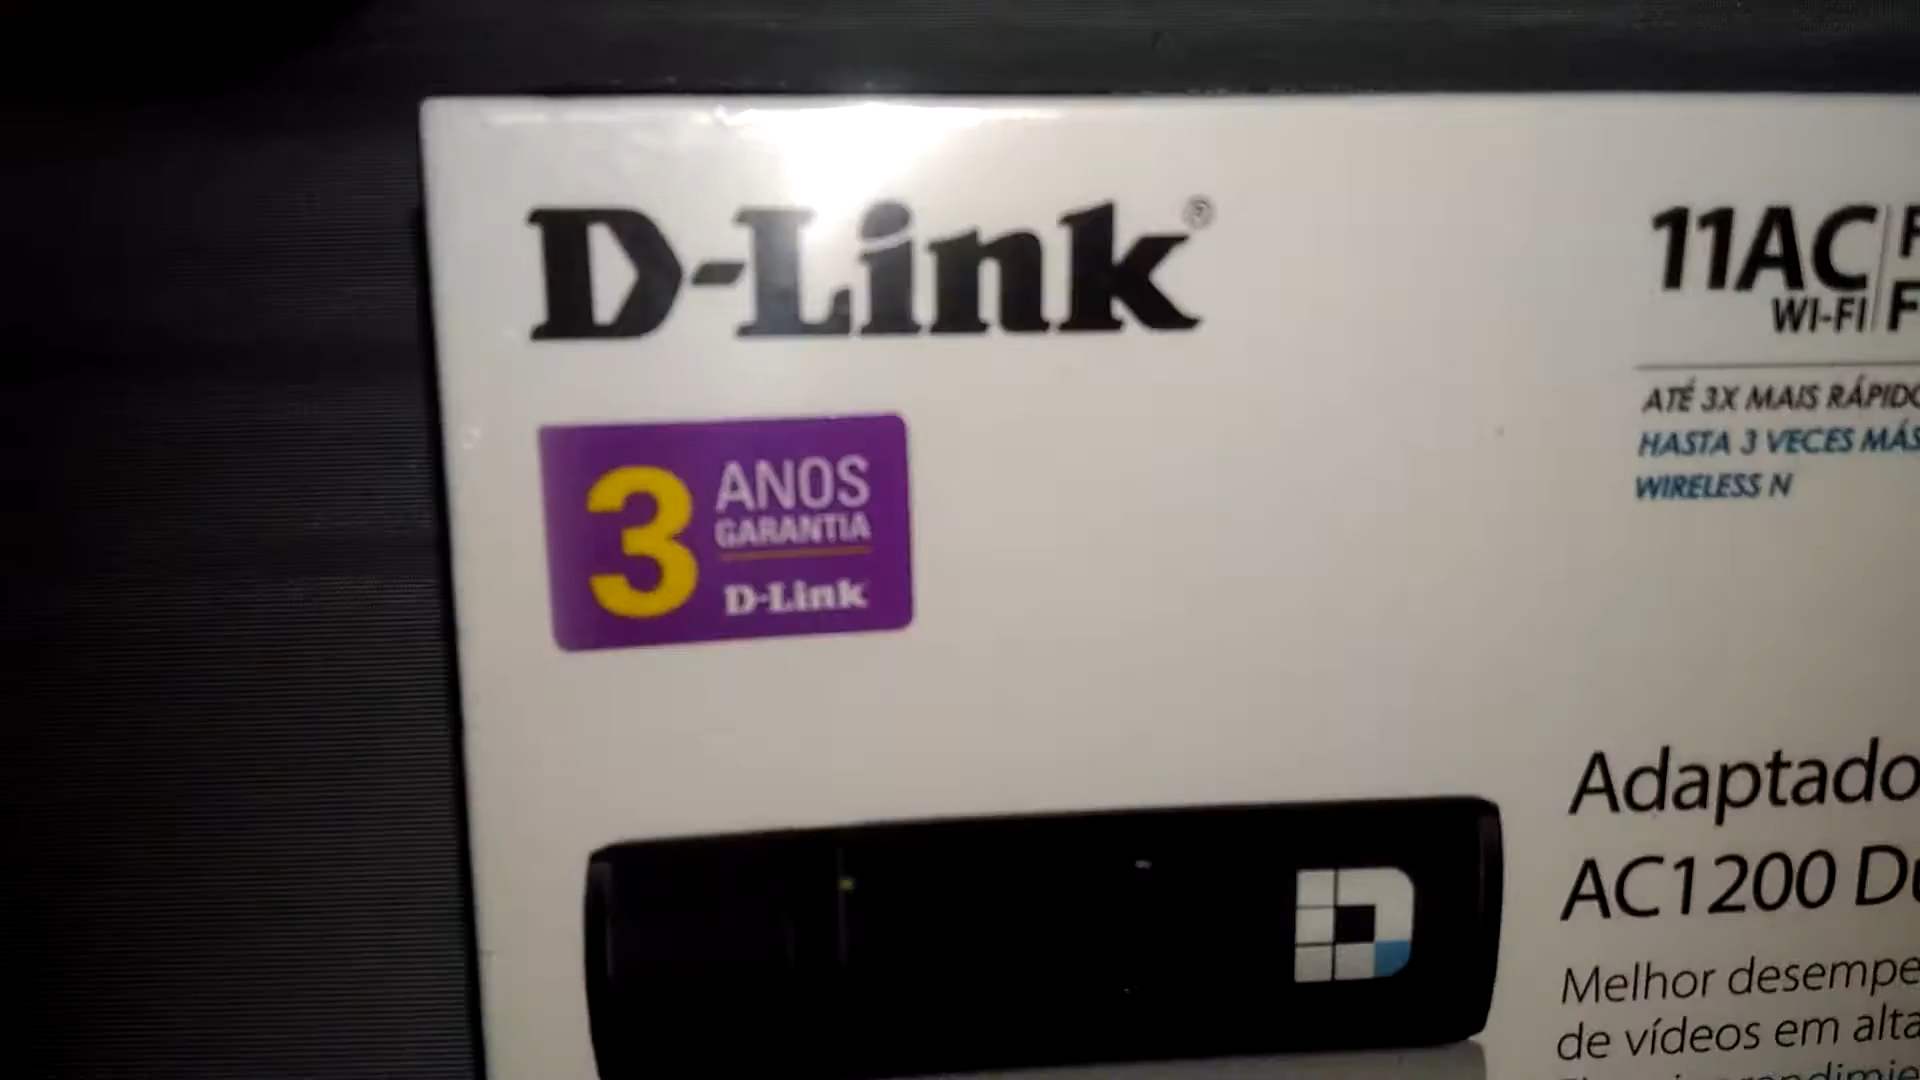 D-Link®
11AC
WI-FI
ATÉ 3X MAIS RÁPIDO
HASTA 3 VECES MÁS
WIRELESS N
3 ANOS
GARANTIA
D-Link
Adaptado
AC1200 Du
Melhor desempe
de vídeos em alta